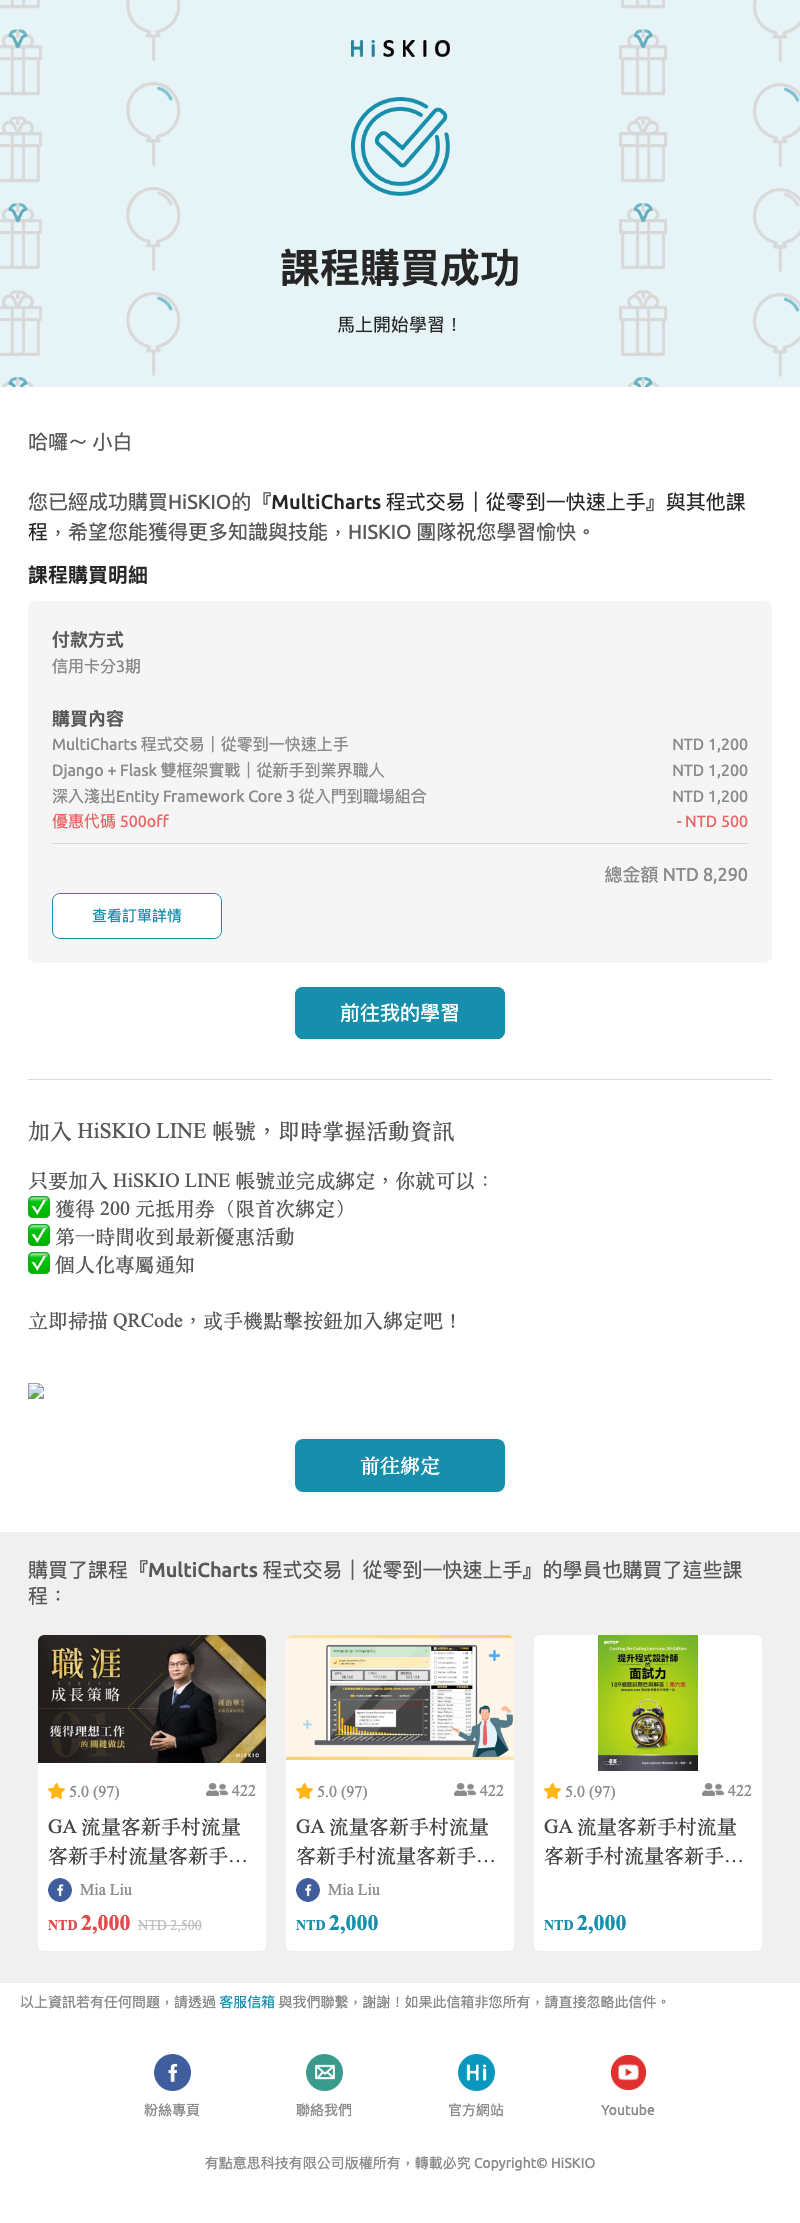 HiSKIO
課程購買成功
馬上開始學習！
哈囉～ 小白
您已經成功購買HiSKIO的『MultiCharts 程式交易｜從零到一快速上手』與其他課
程，希望您能獲得更多知識與技能，HISKIO 團隊祝您學習愉快。
課程購買明細
付款方式
信用卡分3期
購買內容
MultiCharts 程式交易｜從零到一快速上手 NTD 1,200
Django + Flask 雙框架實戰｜從新手到業界職人 NTD 1,200
深入淺出Entity Framework Core 3 從入門到職場組合 NTD 1,200
優惠代碼 500off - NTD 500
總金額 NTD 8,290
查看訂單詳情
前往我的學習
加入 HiSKIO LINE 帳號，即時掌握活動資訊
只要加入 HiSKIO LINE 帳號並完成綁定，你就可以：
✅ 獲得 200 元抵用券（限首次綁定）
✅ 第一時間收到最新優惠活動
✅ 個人化專屬通知
立即掃描 QRCode，或手機點擊按鈕加入綁定吧！
前往綁定
購買了課程『MultiCharts 程式交易｜從零到一快速上手』的學員也購買了這些課
程：
職涯
成長策略
獲得理想工作
的關鍵做法
HISKIO
提升程式設計師
的
面試力
5.0 (97) 422
GA 流量客新手村流量
客新手村流量客新手…
Mia Liu
NTD 2,000 NTD 2,500
5.0 (97) 422
GA 流量客新手村流量
客新手村流量客新手…
Mia Liu
NTD 2,000
5.0 (97) 422
GA 流量客新手村流量
客新手村流量客新手…
NTD 2,000
以上資訊若有任何問題，請透過 客服信箱 與我們聯繫，謝謝！如果此信箱非您所有，請直接忽略此信件。
粉絲專頁 聯絡我們 官方網站 Youtube
有點意思科技有限公司版權所有，轉載必究 Copyright© HiSKIO